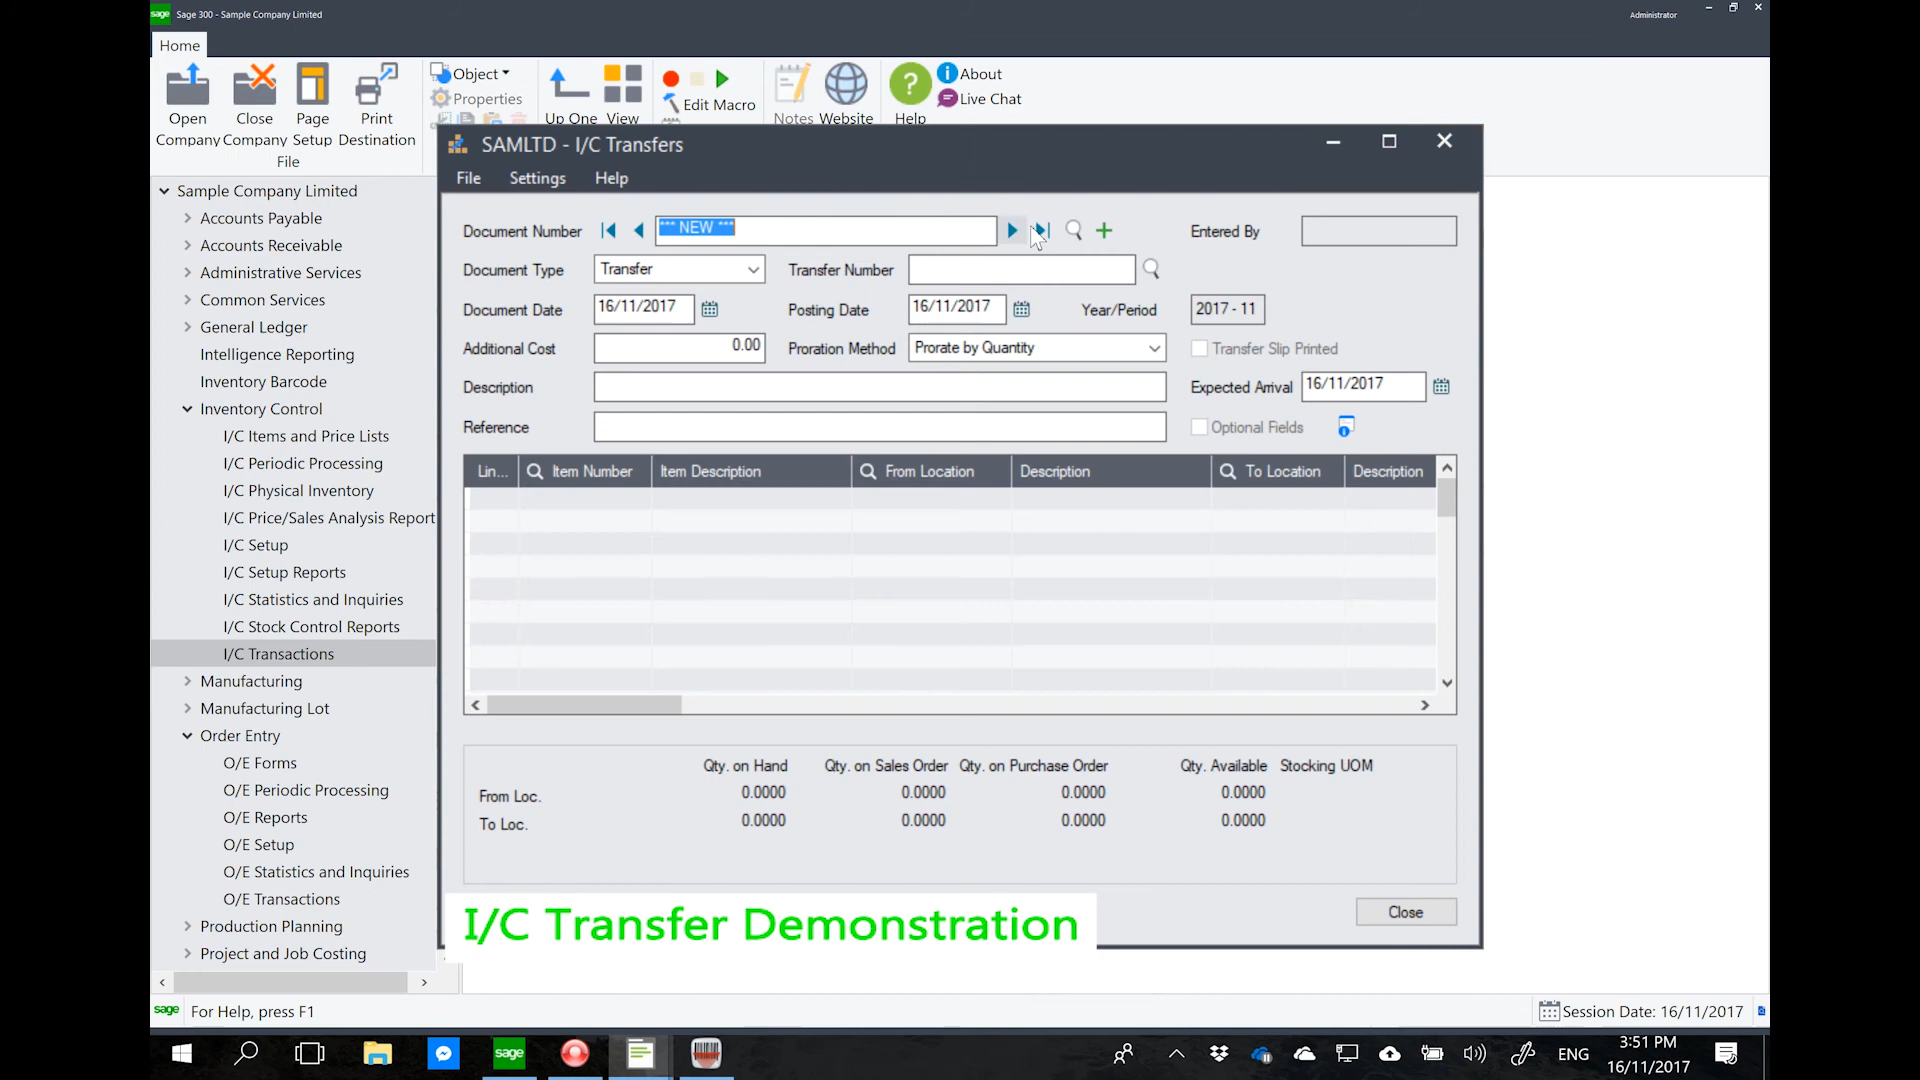 sage Sage 300 - Sample Company Limited
Administrator
Home
Open Company
Close Company
Page Setup
Print Destination
File
Object
Properties
Up One
View
Edit Macro
Notes
Website
Help
About
Live Chat
Sample Company Limited
Accounts Payable
Accounts Receivable
Administrative Services
Common Services
General Ledger
Intelligence Reporting
Inventory Barcode
Inventory Control
I/C Items and Price Lists
I/C Periodic Processing
I/C Physical Inventory
I/C Price/Sales Analysis Report
I/C Setup
I/C Setup Reports
I/C Statistics and Inquiries
I/C Stock Control Reports
I/C Transactions
Manufacturing
Manufacturing Lot
Order Entry
O/E Forms
O/E Periodic Processing
O/E Reports
O/E Setup
O/E Statistics and Inquiries
O/E Transactions
Production Planning
Project and Job Costing
SAMLTD - I/C Transfers
File Settings Help
Document Number *** NEW *** Entered By
Document Type Transfer Transfer Number
Document Date 16/11/2017 Posting Date 16/11/2017 Year/Period 2017 - 11
Additional Cost 0.00 Proration Method Prorate by Quantity Transfer Slip Printed
Description Expected Arrival 16/11/2017
Reference Optional Fields
Lin... Item Number Item Description From Location Description To Location Description
Qty. on Hand Qty. on Sales Order Qty. on Purchase Order Qty. Available Stocking UOM
From Loc. 0.0000 0.0000 0.0000 0.0000
To Loc. 0.0000 0.0000 0.0000 0.0000
I/C Transfer Demonstration
Close
sage For Help, press F1
Session Date: 16/11/2017
sage
ENG
3:51 PM
16/11/2017